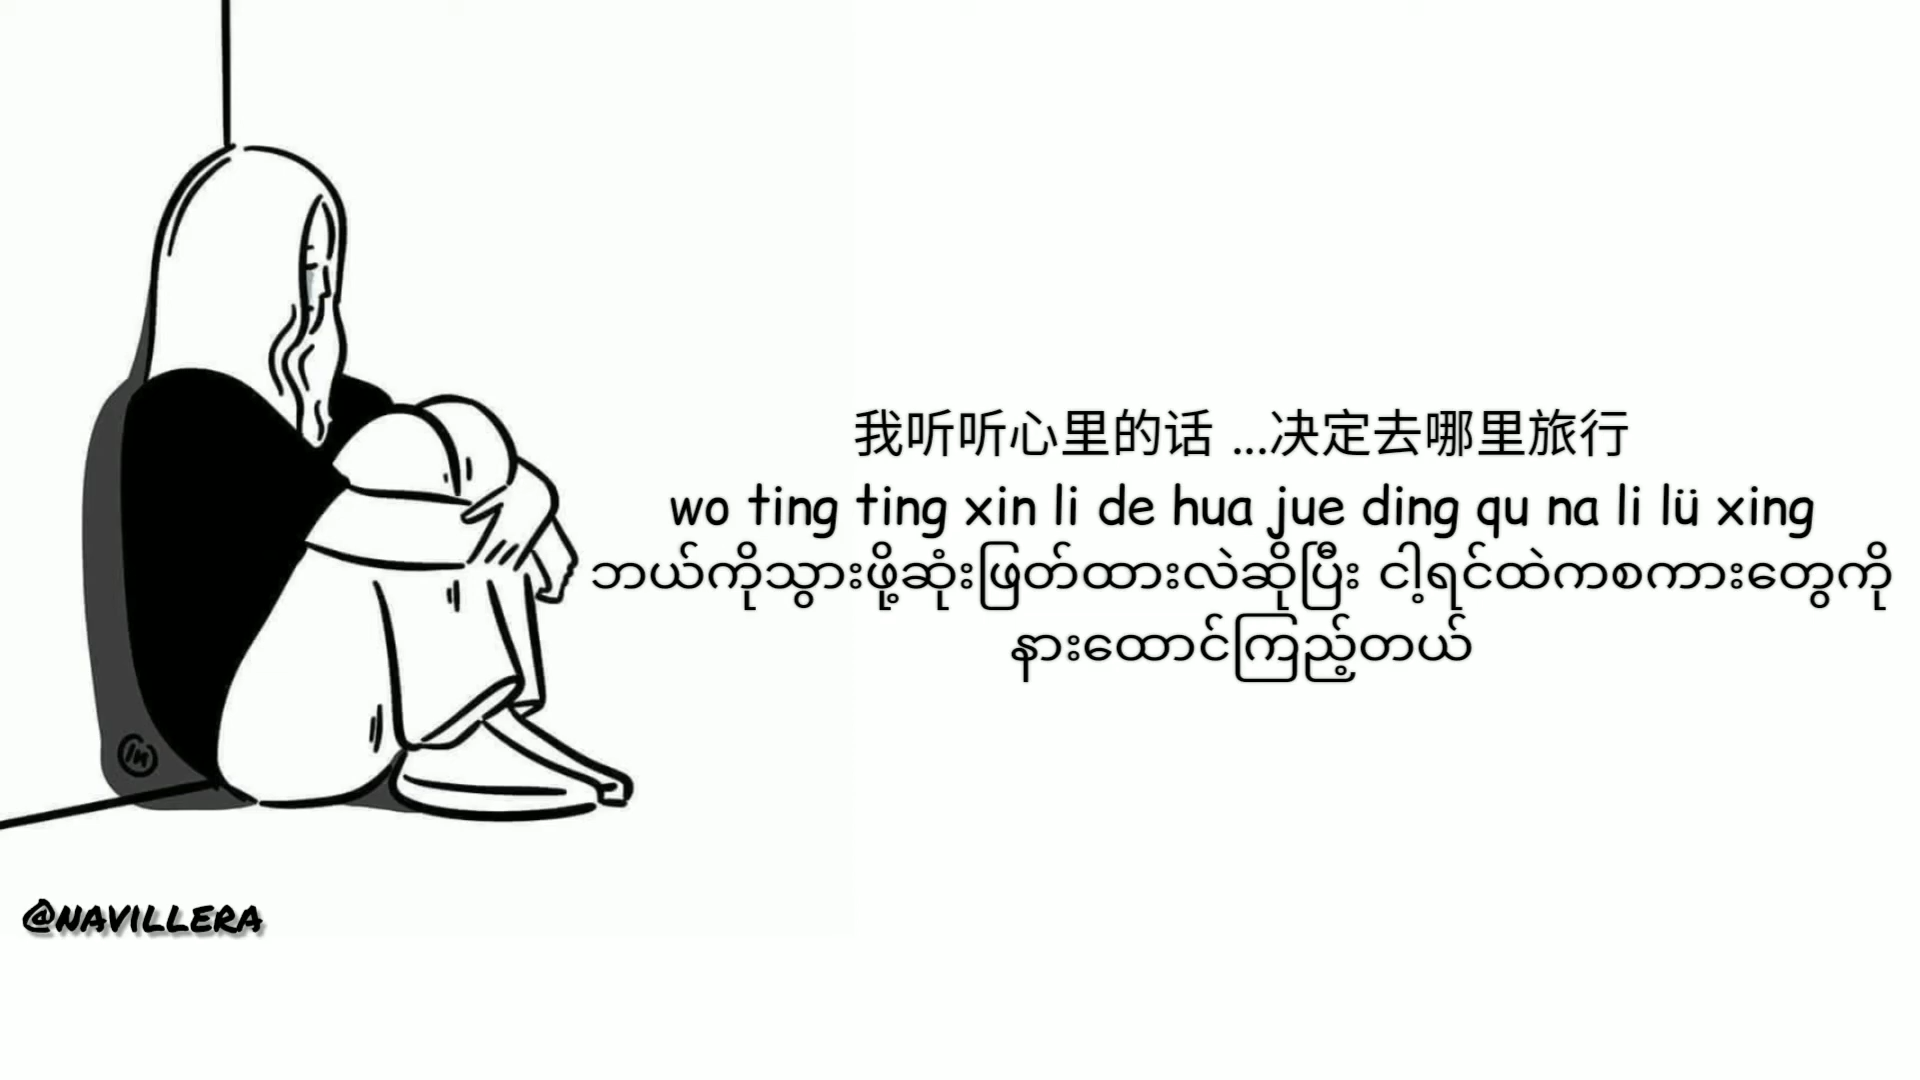 我听听心里的话 ...决定去哪里旅行
wo ting ting xin li de hua jue ding qu na li lü xing
ဘယ်ကိုသွားဖို့ဆုံးဖြတ်ထားလဲဆိုပြီး ငါ့ရင်ထဲကစကားတွေကို
နားထောင်ကြည့်တယ်
@NAVILLERA